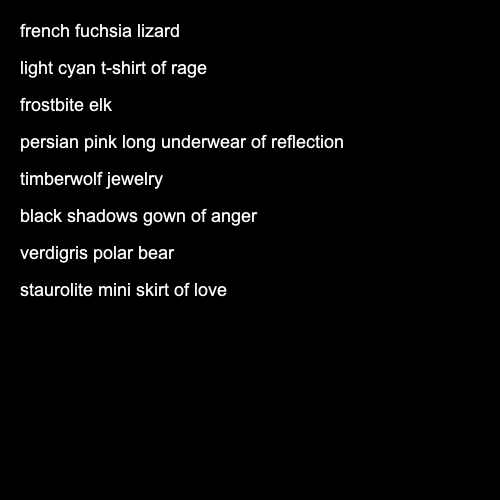 french fuchsia lizard
light cyan t-shirt of rage
frostbite elk
persian pink long underwear of reflection
timberwolf jewelry
black shadows gown of anger
verdigris polar bear
staurolite mini skirt of love